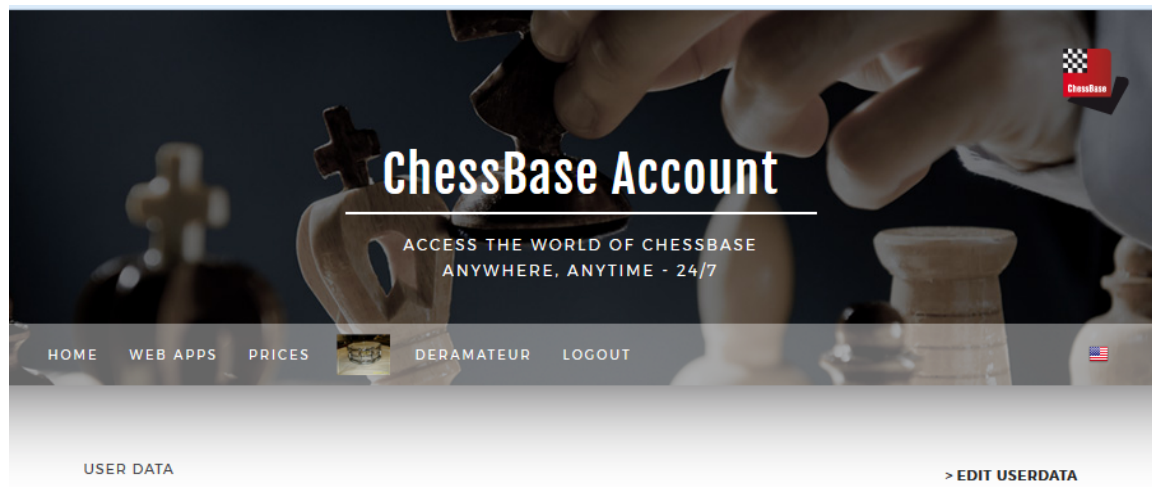 ChessBase
ChessBase Account
ACCESS THE WORLD OF CHESSBASE
ANYWHERE, ANYTIME - 24/7
HOME WEB APPS PRICES DERAMATEUR LOGOUT
USER DATA
> EDIT USERDATA